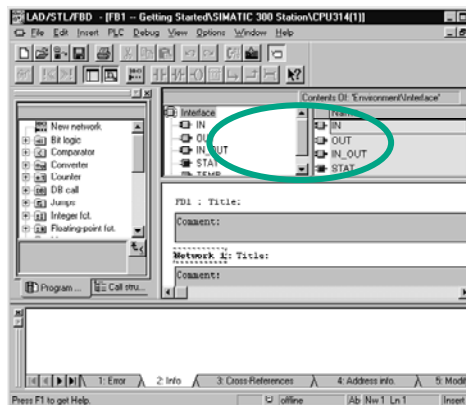 LAD/STL/FBD - [FB1 -- Getting Started\SIMATIC 300 Station\CPU314(1)]
File Edit Insert PLC Debug View Options Window Help
Contents Of: 'Environment\Interface'
Interface
IN
OU
IN_OUT
STAT
TEMP
Name
IN
OUT
IN_OUT
STAT
New network
Bit logic
Comparator
Converter
Counter
DB call
Jumps
Integer fct.
Floating-point fct.
Program ... Call stru...
FB1 : Title:
Comment:
Network 1: Title:
Comment:
1: Error 2: Info 3: Cross-References 4: Address info. 5: Modif
Press F1 to get Help. offline Ab Nw 1 Ln 1 Insert